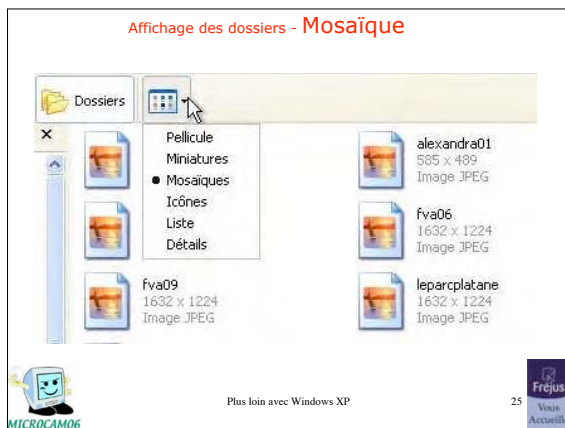 Affichage des dossiers - Mosaïque
Dossiers
Pellicule
Miniatures
Mosaïques
Icônes
Liste
Détails
alexandra01
585 x 489
Image JPEG
fva06
1632 x 1224
Image JPEG
fva09
1632 x 1224
Image JPEG
leparcplatane
1632 x 1224
Image JPEG
MICROCAM06
Plus loin avec Windows XP
25
Fréjus
Vous
Accueille